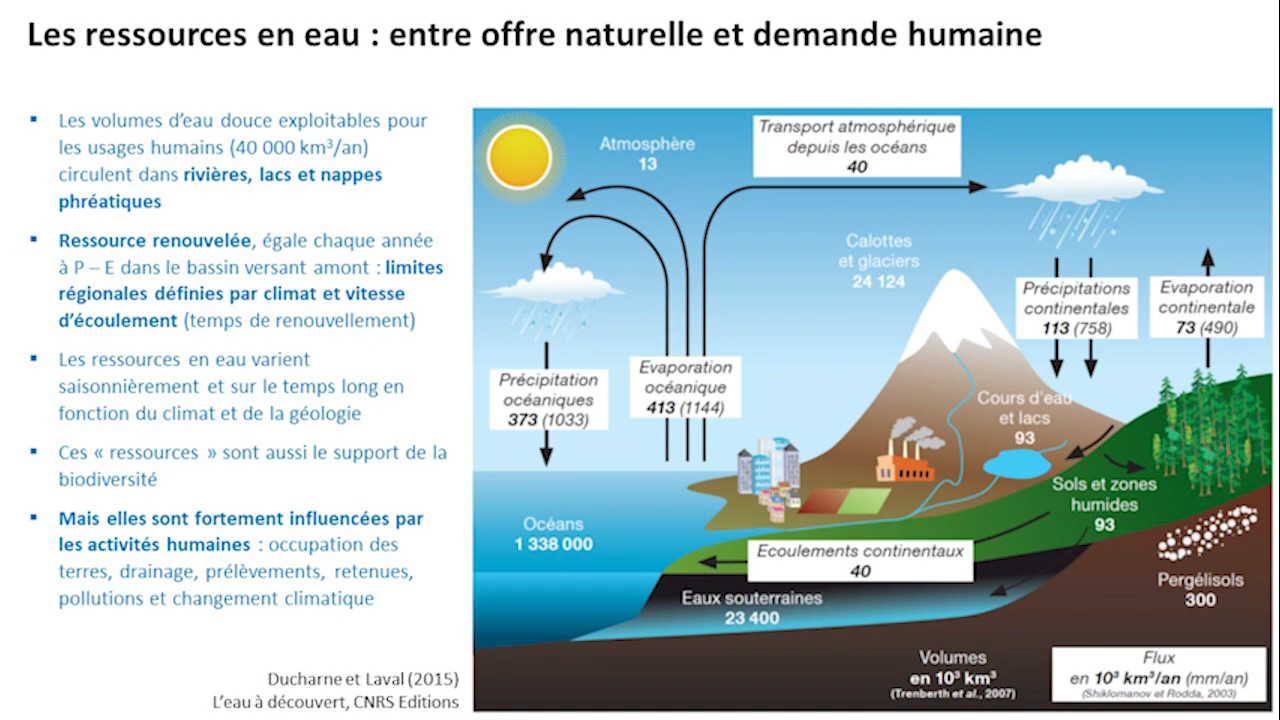 Les ressources en eau : entre offre naturelle et demande humaine
▪ Les volumes d’eau douce exploitables pour
les usages humains (40 000 km³/an)
circulent dans rivières, lacs et nappes
phréatiques
▪ Ressource renouvelée, égale chaque année
à P – E dans le bassin versant amont : limites
régionales définies par climat et vitesse
d’écoulement (temps de renouvellement)
▪ Les ressources en eau varient
saisonnièrement et sur le temps long en
fonction du climat et de la géologie
▪ Ces « ressources » sont aussi le support de la
biodiversité
▪ Mais elles sont fortement influencées par
les activités humaines : occupation des
terres, drainage, prélèvements, retenues,
pollutions et changement climatique
Ducharne et Laval (2015)
L’eau à découvert, CNRS Editions
Atmosphère
13
Transport atmosphérique
depuis les océans
40
Calottes
et glaciers
24 124
Précipitations
continentales
113 (758)
Evaporation
continentale
73 (490)
Précipitation
océaniques
373 (1033)
Evaporation
océanique
413 (1144)
Cours d’eau
et lacs
93
Sols et zones
humides
93
Océans
1 338 000
Ecoulements continentaux
40
Eaux souterraines
23 400
Pergélisols
300
Volumes
en 10³ km³
(Trenberth et al., 2007)
Flux
en 10³ km³/an (mm/an)
(Shiklomanov et Rodda, 2003)